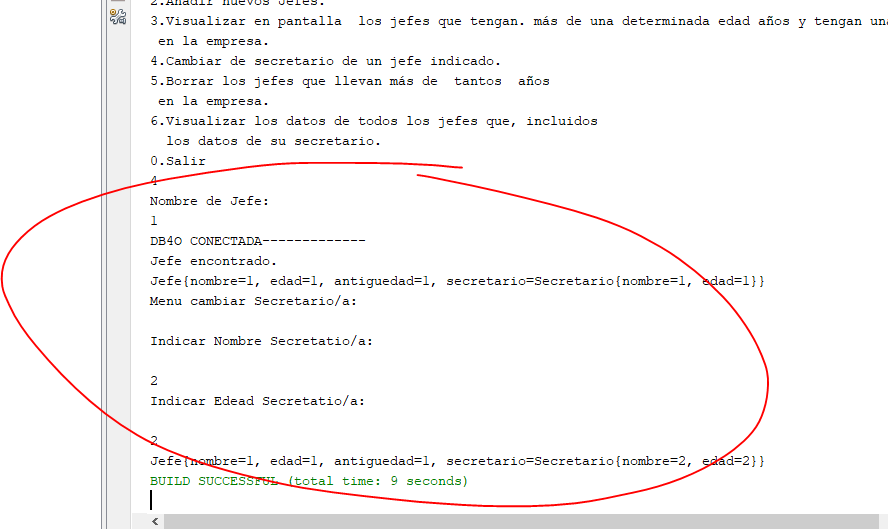 2.Añadir nuevos Jefes.
3.Visualizar en pantalla  los jefes que tengan. más de una determinada edad años y tengan
 en la empresa.
4.Cambiar de secretario de un jefe indicado.
5.Borrar los jefes que llevan más de  tantos  años
 en la empresa.
6.Visualizar los datos de todos los jefes que, incluidos
  los datos de su secretario.
0.Salir
4
Nombre de Jefe:
1
DB4O CONECTADA-------------
Jefe encontrado.
Jefe{nombre=1, edad=1, antiguedad=1, secretario=Secretario{nombre=1, edad=1}}
Menu cambiar Secretario/a:
Indicar Nombre Secretatio/a:
2
Indicar Edead Secretatio/a:
2
Jefe{nombre=1, edad=1, antiguedad=1, secretario=Secretario{nombre=2, edad=2}}
BUILD SUCCESSFUL (total time: 9 seconds)